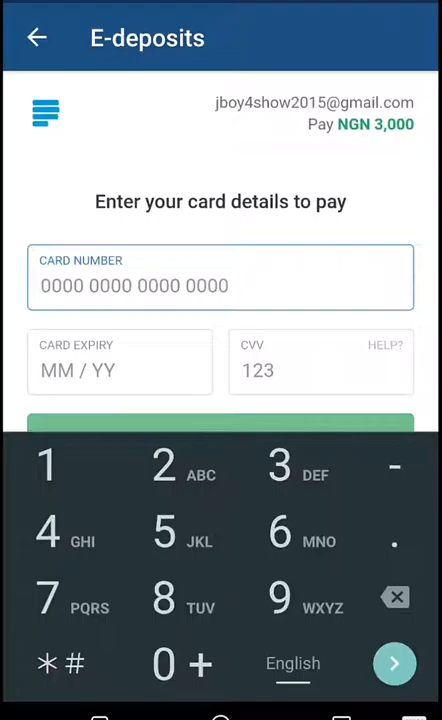 E-deposits
jboy4show2015@gmail.com
Pay NGN 3,000
Enter your card details to pay
CARD NUMBER
0000 0000 0000 0000
CARD EXPIRY
MM / YY
CVV
HELP?
123
1
2 ABC
3 DEF
-
4 GHI
5 JKL
6 MNO
.
7 PQRS
8 TUV
9 WXYZ
*#
0 +
English